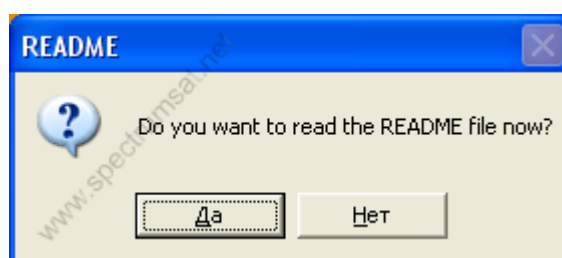 README
Do you want to read the README file now?
Да
Нет
www.spectrumsat.net